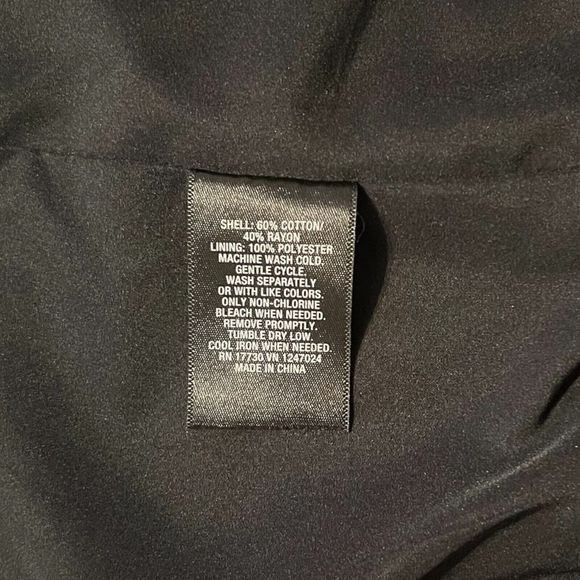 SHELL: 60% COTTON/
40% RAYON
LINING: 100% POLYESTER
MACHINE WASH COLD.
GENTLE CYCLE.
WASH SEPARATELY
OR WITH LIKE COLORS.
ONLY NON-CHLORINE
BLEACH WHEN NEEDED.
REMOVE PROMPTLY.
TUMBLE DRY LOW.
COOL IRON WHEN NEEDED.
RN 17730 VN 1247024
MADE IN CHINA